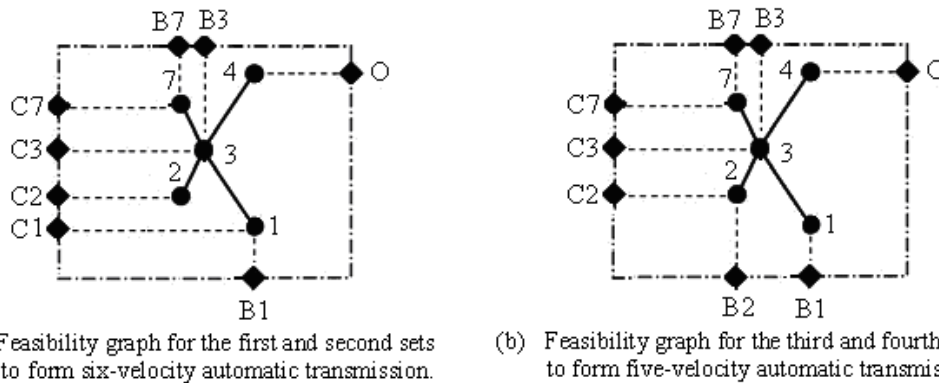 B7 B3
7 4 O
C7
C3 3
2
C2
C1 1
B1
Feasibility graph for the first and second sets
to form six-velocity automatic transmission.
B7 B3
7 4
C7
C3 3
2
C2
1
B2 B1
(b) Feasibility graph for the third and fourth
to form five-velocity automatic